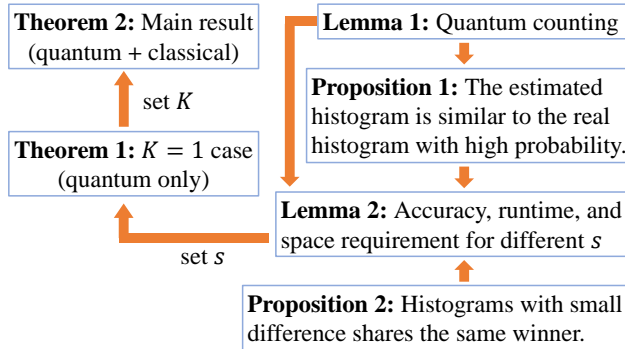 Theorem 2: Main result
(quantum + classical)
set K
Theorem 1: K = 1 case
(quantum only)
set s
Lemma 1: Quantum counting
Proposition 1: The estimated
histogram is similar to the real
histogram with high probability.
Lemma 2: Accuracy, runtime, and
space requirement for different s
Proposition 2: Histograms with small
difference shares the same winner.